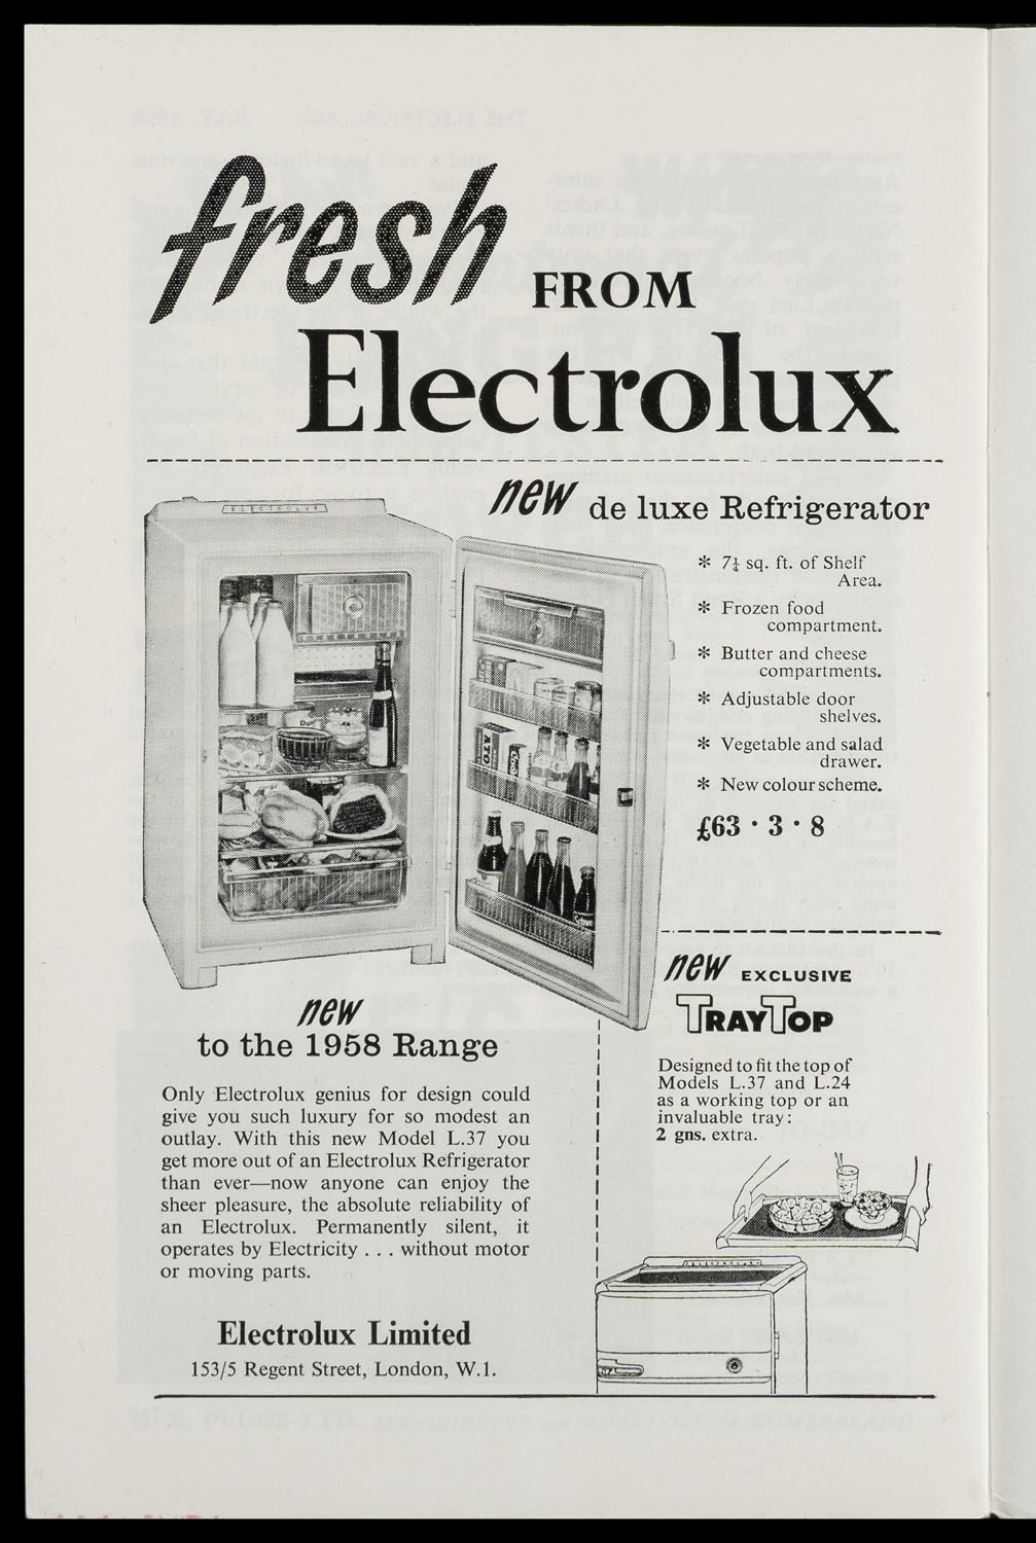 fresh FROM
Electrolux
new de luxe Refrigerator
ELECTROLUX
* 7¼ sq. ft. of Shelf
Area.
* Frozen food
compartment.
* Butter and cheese
compartments.
* Adjustable door
shelves.
* Vegetable and salad
drawer.
* New colour scheme.
£63 · 3 · 8
new EXCLUSIVE
TRAYTOP
Designed to fit the top of
Models L.37 and L.24
as a working top or an
invaluable tray:
2 gns. extra.
new
to the 1958 Range
Only Electrolux genius for design could
give you such luxury for so modest an
outlay. With this new Model L.37 you
get more out of an Electrolux Refrigerator
than ever—now anyone can enjoy the
sheer pleasure, the absolute reliability of
an Electrolux. Permanently silent, it
operates by Electricity . . . without motor
or moving parts.
Electrolux Limited
153/5 Regent Street, London, W.1.